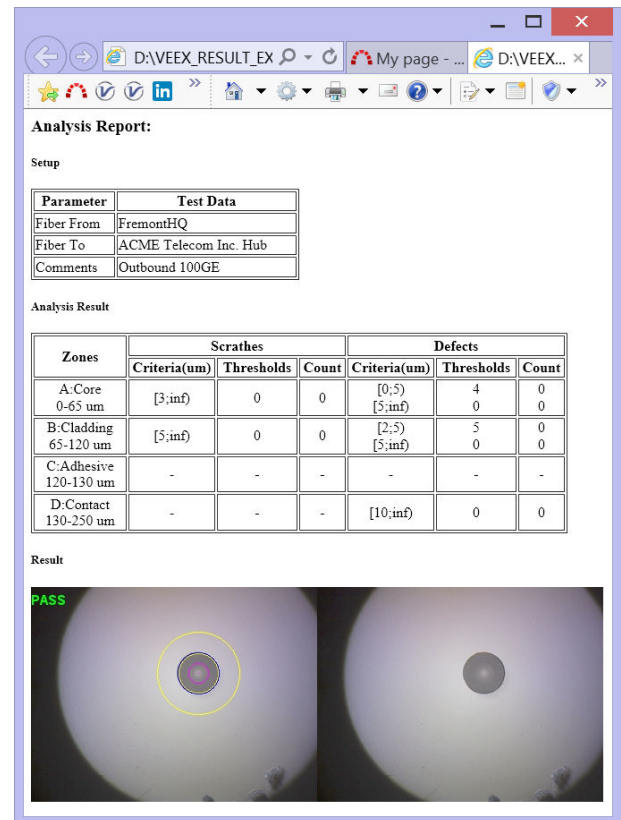 D:\VEEX_RESULT_EX
My page - ...
D:\VEEX...
in
Analysis Report:
Setup
Parameter Test Data
Fiber From FremontHQ
Fiber To ACME Telecom Inc. Hub
Comments Outbound 100GE
Analysis Result
Zones Scrathes Defects
Criteria(um) Thresholds Count Criteria(um) Thresholds Count
A:Core
0-65 um
[3;inf) 0 0
[0;5) 4 0
[5;inf) 0 0
B:Cladding
65-120 um
[5;inf) 0 0
[2;5) 5 0
[5;inf) 0 0
C:Adhesive
120-130 um
- - - - - -
D:Contact
130-250 um
- - - [10;inf) 0 0
Result
PASS